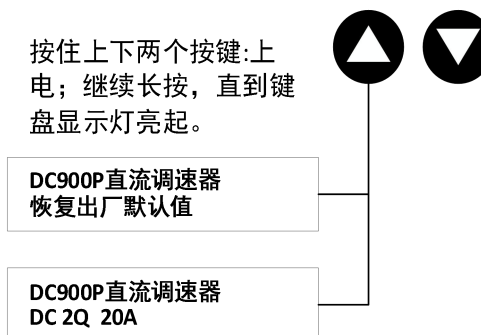 按住上下两个按键:上
电；继续长按，直到键
盘显示灯亮起。
DC900P直流调速器
恢复出厂默认值
DC900P直流调速器
DC 2Q 20A